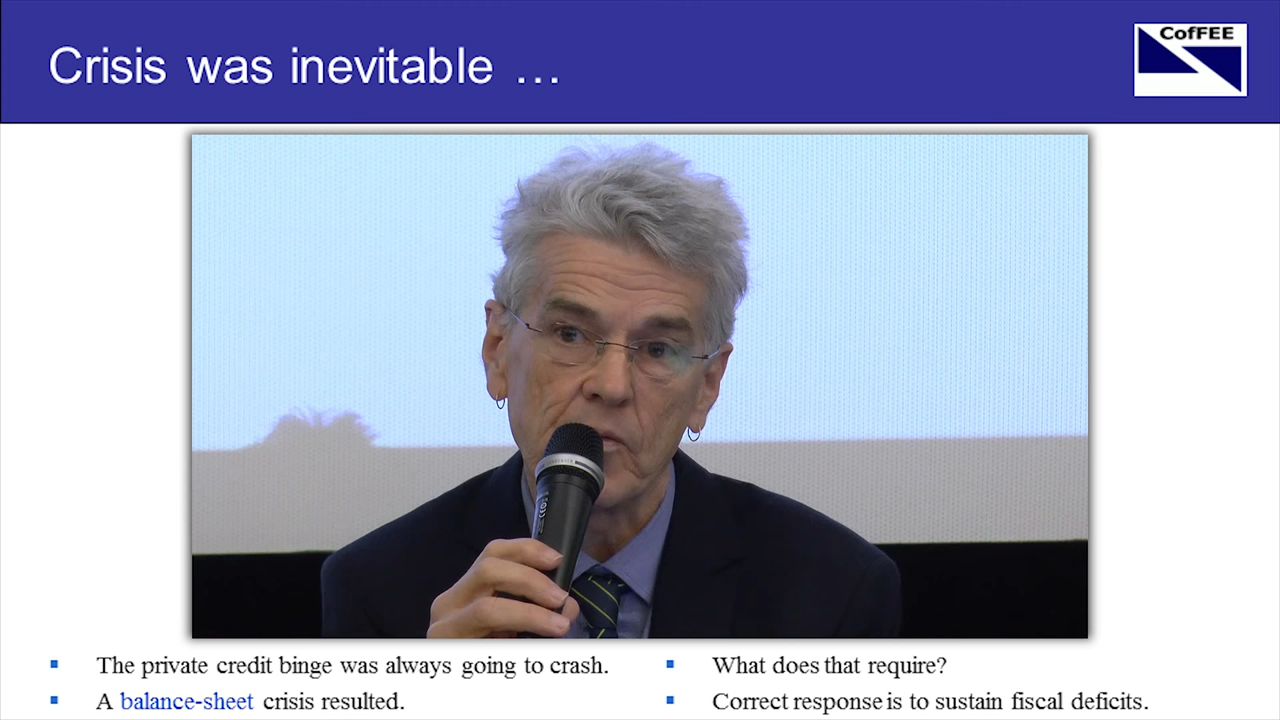 Crisis was inevitable ...
CofFEE
The private credit binge was always going to crash.
A balance-sheet crisis resulted.
What does that require?
Correct response is to sustain fiscal deficits.